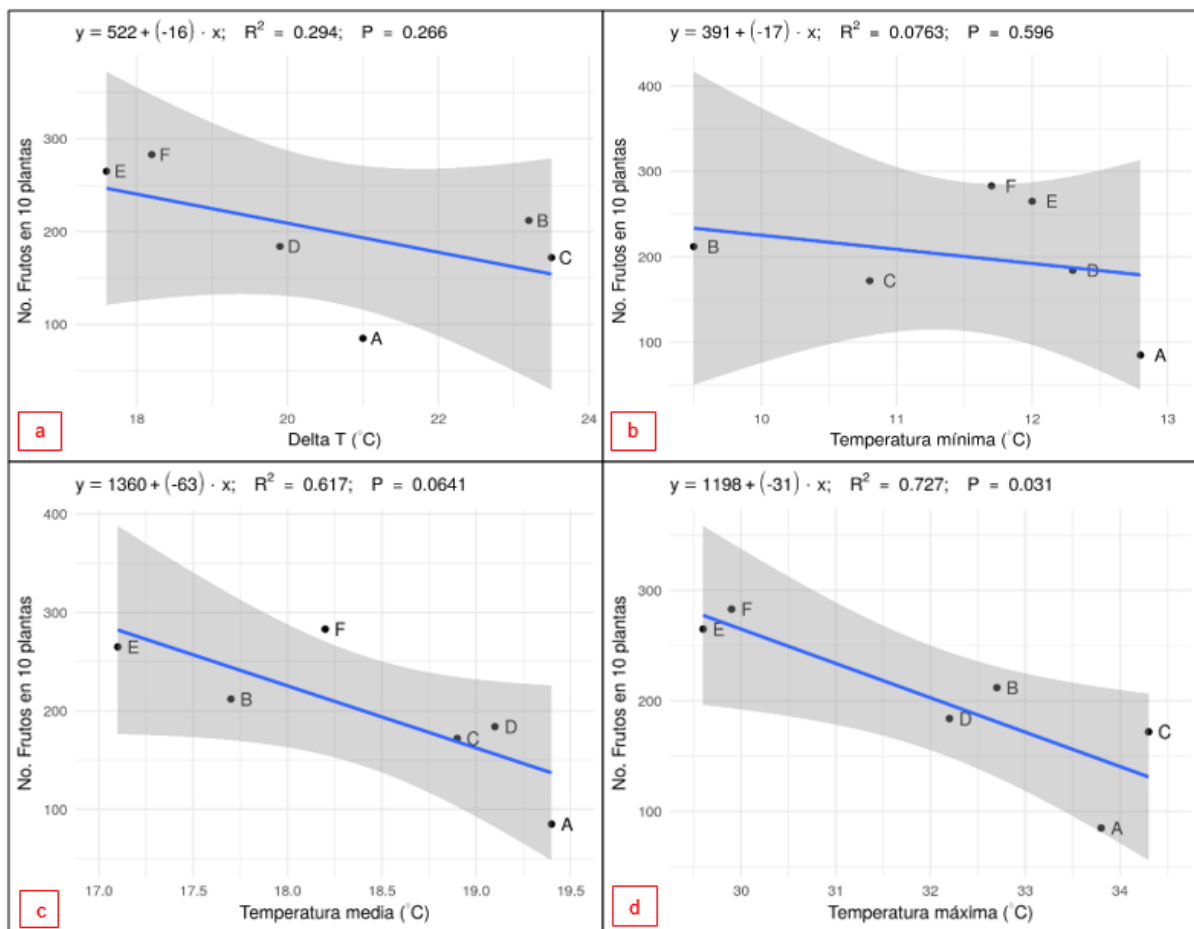 y = 522 + (-16) · x;   R² = 0.294;   P = 0.266
No. Frutos en 10 plantas
300
200
100
E
F
D
B
C
A
18
20
22
24
Delta T (°C)
a
y = 391 + (-17) · x;   R² = 0.0763;   P = 0.596
No. Frutos en 10 plantas
400
300
200
100
F
E
B
C
D
A
10
11
12
13
Temperatura mínima (°C)
b
y = 1360 + (-63) · x;   R² = 0.617;   P = 0.0641
No. Frutos en 10 plantas
400
300
200
100
F
E
B
D
C
A
17.0
17.5
18.0
18.5
19.0
19.5
Temperatura media (°C)
c
y = 1198 + (-31) · x;   R² = 0.727;   P = 0.031
No. Frutos en 10 plantas
300
200
100
F
E
B
D
C
A
30
31
32
33
34
Temperatura máxima (°C)
d